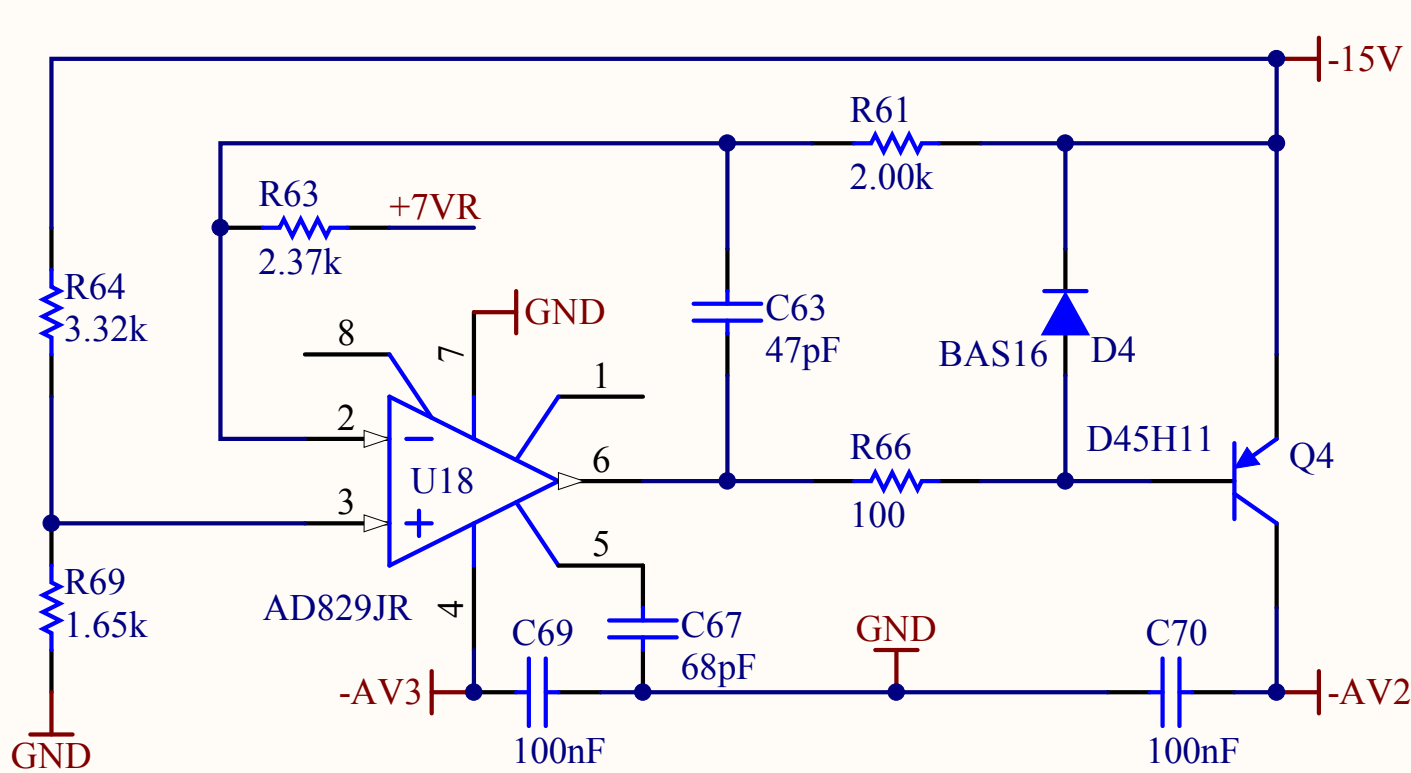 -15V
R61
2.00k
R63
+7VR
2.37k
R64
3.32k
GND
8
7
C63
47pF
BAS16
D4
1
2
U18
6
R66
100
D45H11
Q4
3
5
R69
1.65k
AD829JR
4
C69
C67
68pF
GND
C70
-AV3
-AV2
100nF
100nF
GND